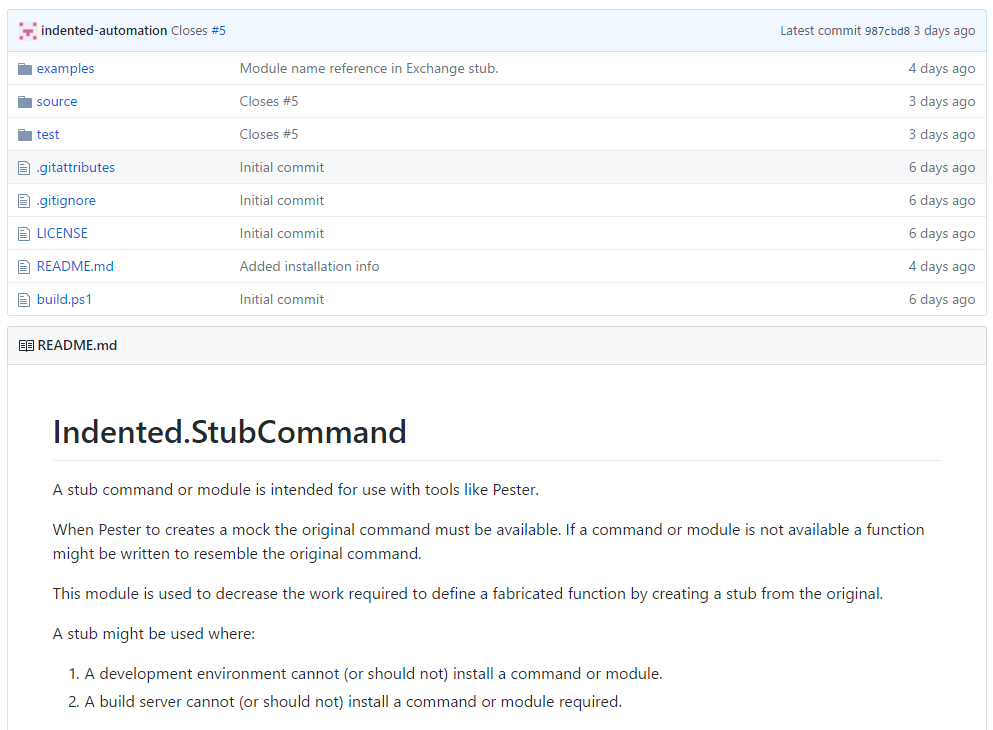 indented-automation Closes #5 Latest commit 987cbd8 3 days ago
examples Module name reference in Exchange stub. 4 days ago
source Closes #5 3 days ago
test Closes #5 3 days ago
.gitattributes Initial commit 6 days ago
.gitignore Initial commit 6 days ago
LICENSE Initial commit 6 days ago
README.md Added installation info 4 days ago
build.ps1 Initial commit 6 days ago
README.md
Indented.StubCommand
A stub command or module is intended for use with tools like Pester.
When Pester to creates a mock the original command must be available. If a command or module is not available a function
might be written to resemble the original command.
This module is used to decrease the work required to define a fabricated function by creating a stub from the original.
A stub might be used where:
1. A development environment cannot (or should not) install a command or module.
2. A build server cannot (or should not) install a command or module required.